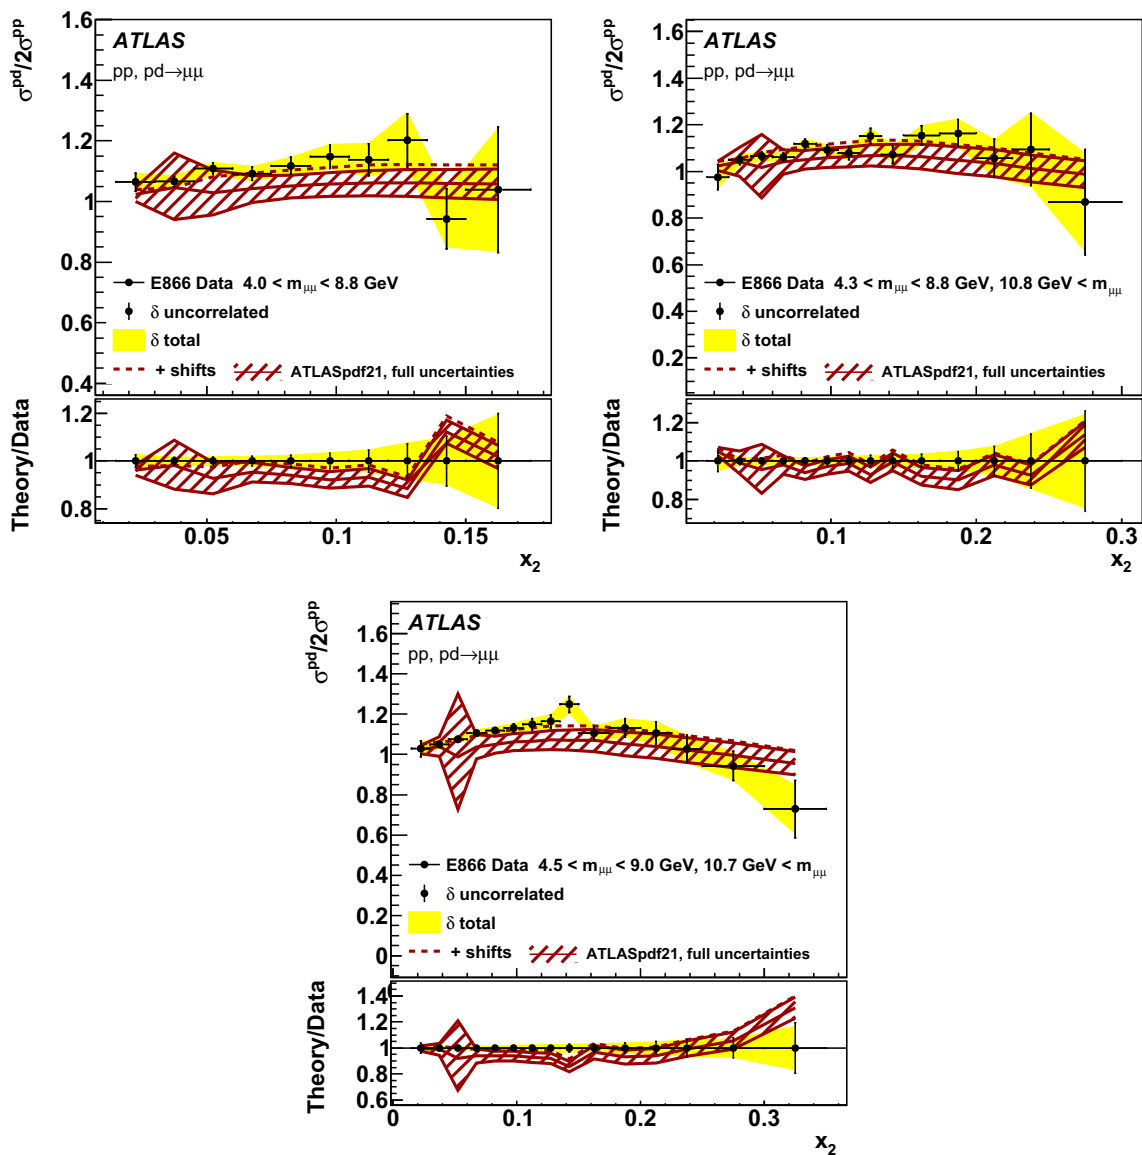 σ^pd/2σ^pp
1.6
ATLAS
pp, pd→μμ
1.4
1.2
1
0.8
E866 Data 4.0 < m_μμ < 8.8 GeV
δ uncorrelated
0.6
δ total
+ shifts ATLASpdf21, full uncertainties
0.4
Theory/Data
1.2
1
0.8
0.05 0.1 0.15
x_2
σ^pd/2σ^pp
1.6
ATLAS
pp, pd→μμ
1.4
1.2
1
0.8
0.6
E866 Data 4.3 < m_μμ < 8.8 GeV, 10.8 GeV < m_μμ
δ uncorrelated
0.4
δ total
0.2
+ shifts ATLASpdf21, full uncertainties
Theory/Data
1.2
1
0.8
0.1 0.2 0.3
x_2
σ^pd/2σ^pp
ATLAS
1.6
pp, pd→μμ
1.4
1.2
1
0.8
0.6
0.4
E866 Data 4.5 < m_μμ < 9.0 GeV, 10.7 GeV < m_μμ
δ uncorrelated
0.2
δ total
0
+ shifts ATLASpdf21, full uncertainties
Theory/Data
1.4
1.2
1
0.8
0.6
0 0.1 0.2 0.3
x_2